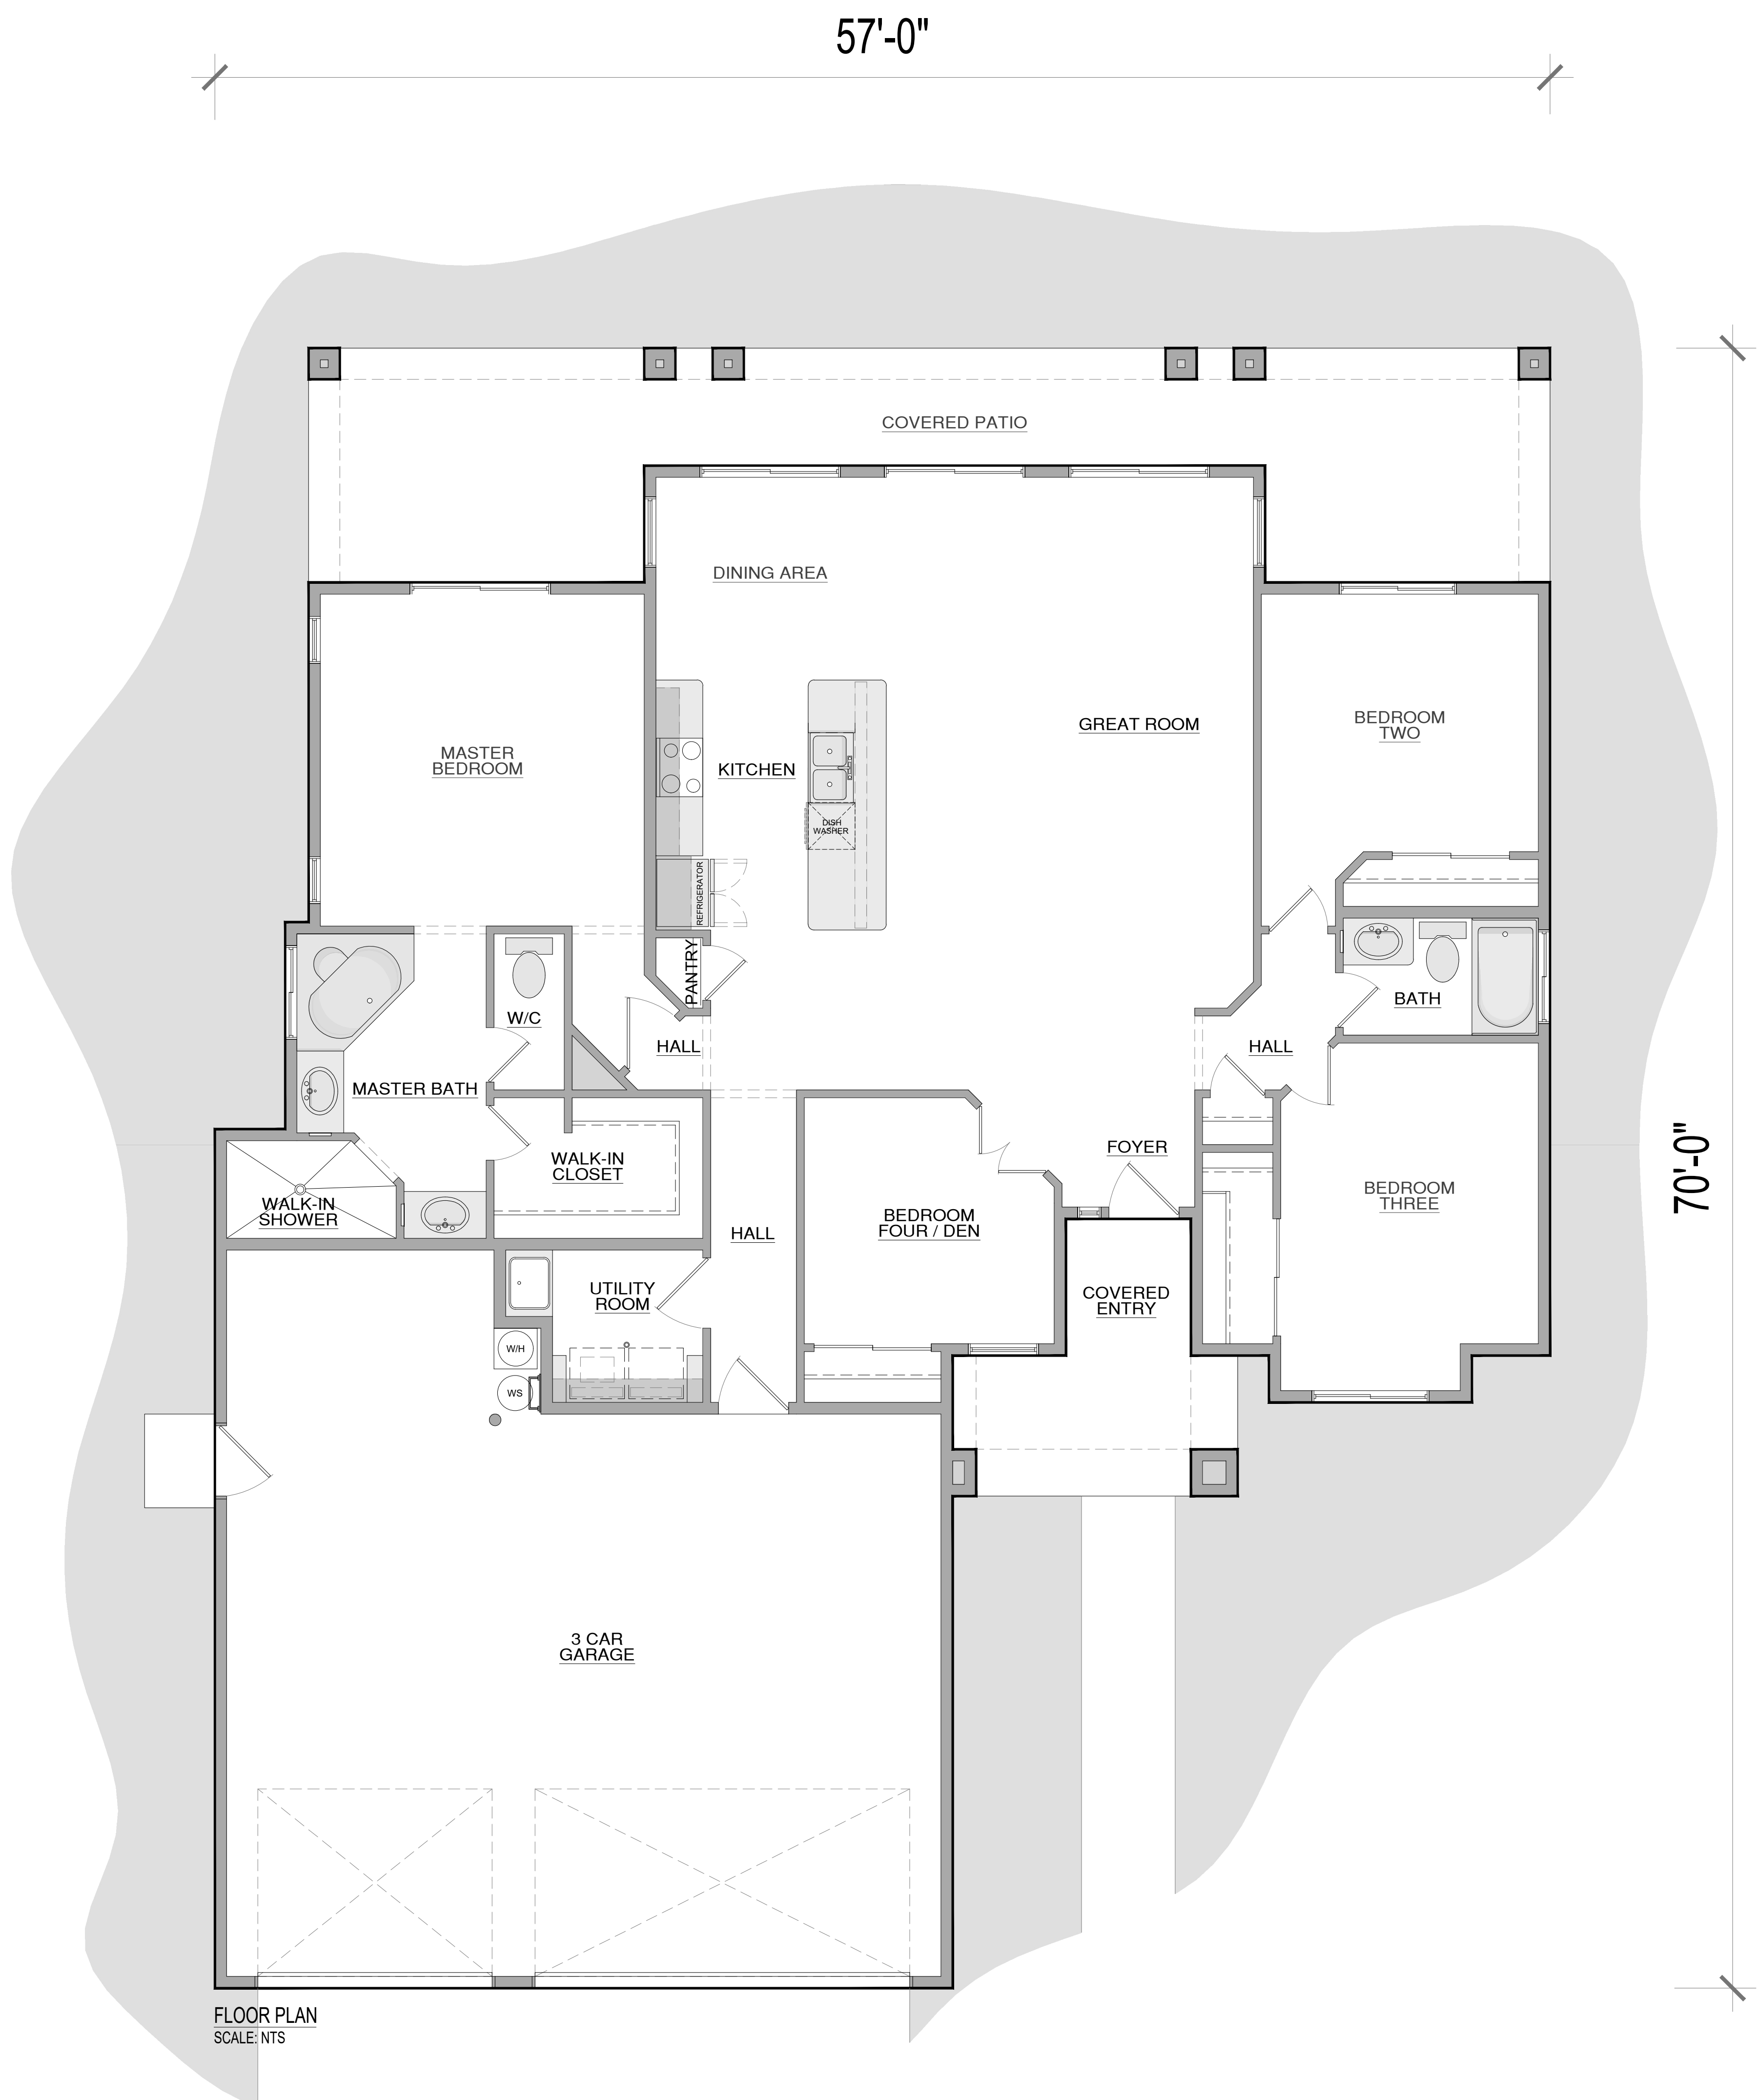 57'-0"
COVERED PATIO
DINING AREA
GREAT ROOM
BEDROOM
TWO
MASTER
BEDROOM
KITCHEN
DISH
WASHER
REFRIGERATOR
PANTRY
BATH
W/C
HALL
HALL
MASTER BATH
70'-0"
FOYER
WALK-IN
CLOSET
BEDROOM
THREE
WALK-IN
SHOWER
BEDROOM
FOUR / DEN
HALL
UTILITY
ROOM
COVERED
ENTRY
W/H
WS
3 CAR
GARAGE
FLOOR PLAN
SCALE: NTS